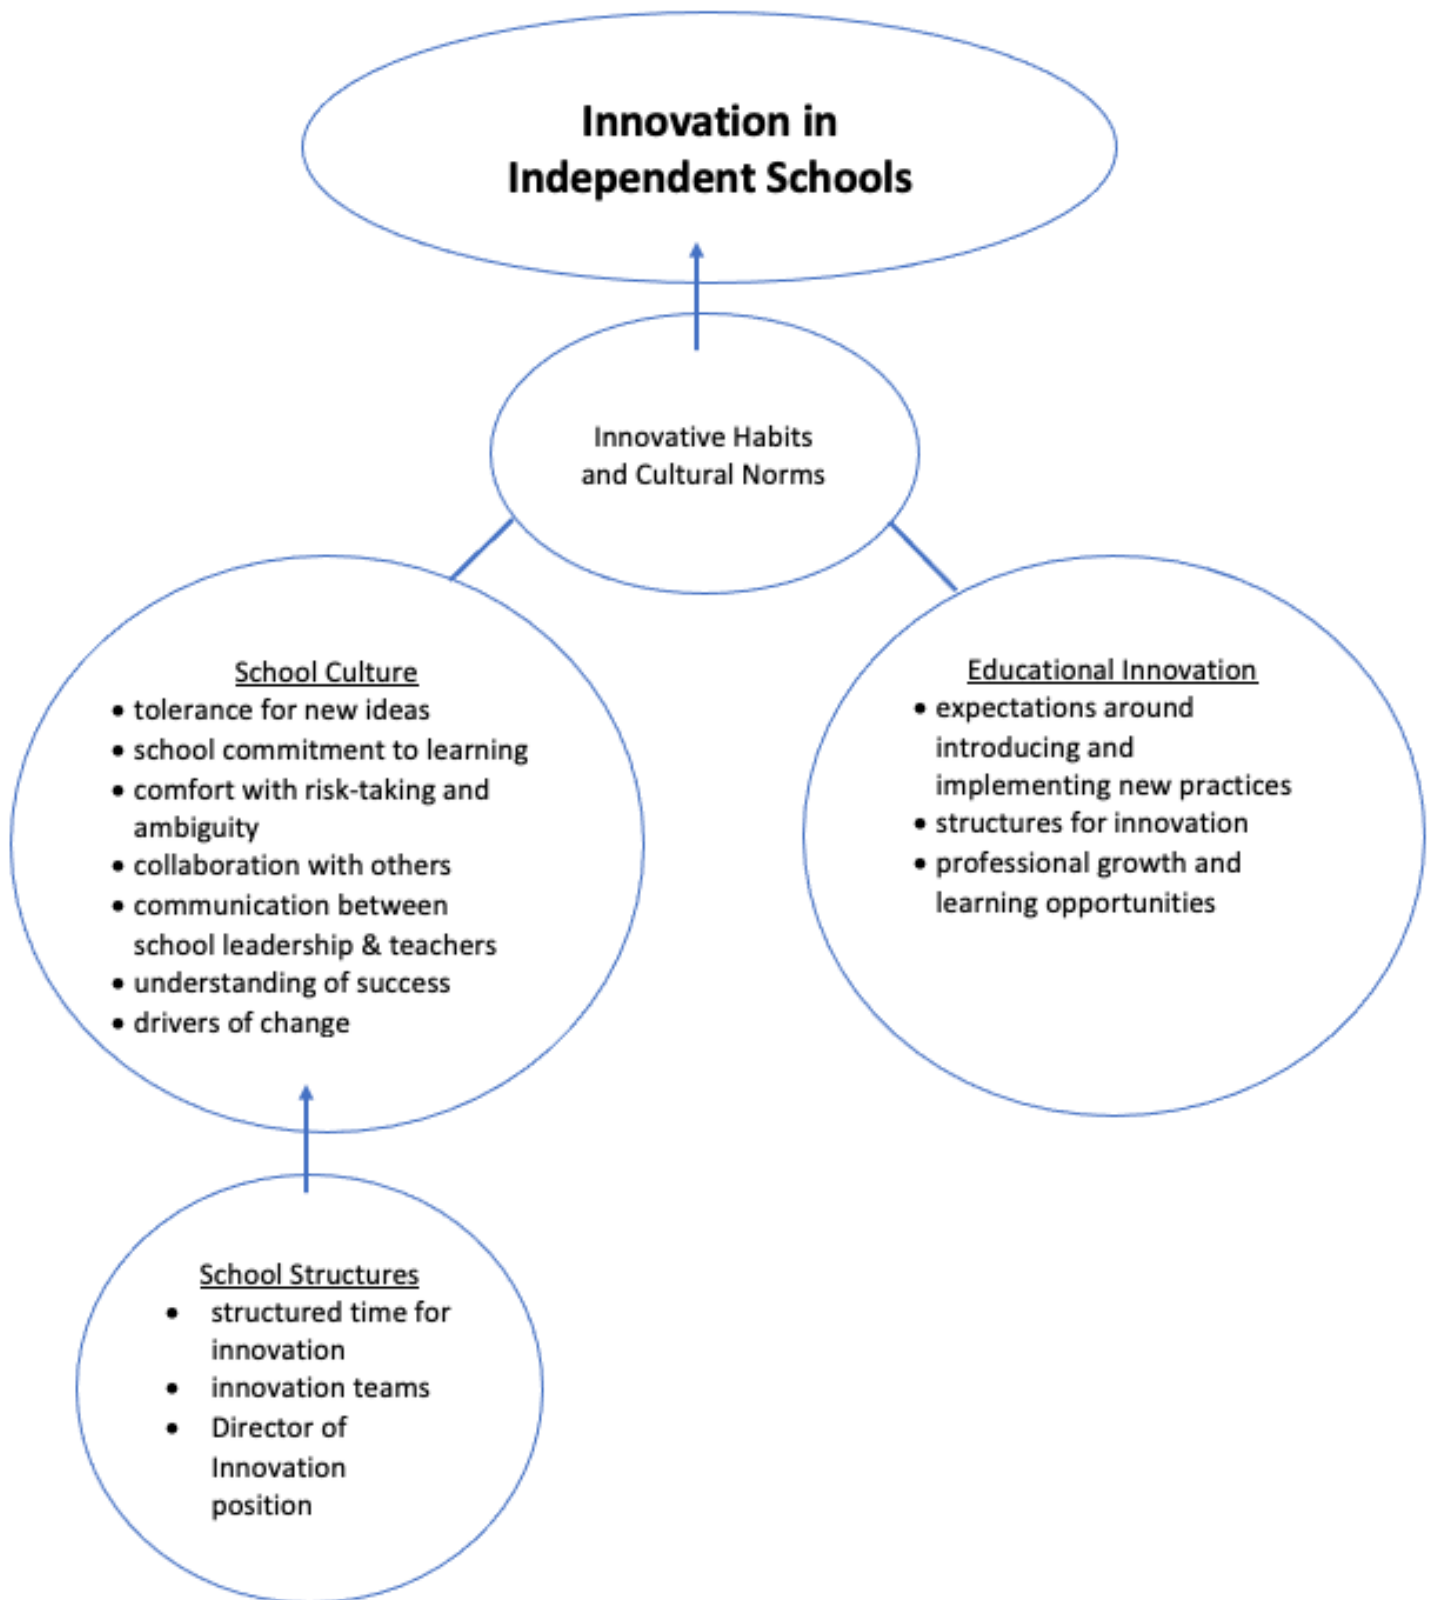 Innovation in
Independent Schools
Innovative Habits
and Cultural Norms
School Culture
• tolerance for new ideas
• school commitment to learning
• comfort with risk-taking and
ambiguity
• collaboration with others
• communication between
school leadership & teachers
• understanding of success
• drivers of change
Educational Innovation
• expectations around
introducing and
implementing new practices
• structures for innovation
• professional growth and
learning opportunities
School Structures
• structured time for
innovation
• innovation teams
• Director of
Innovation
position